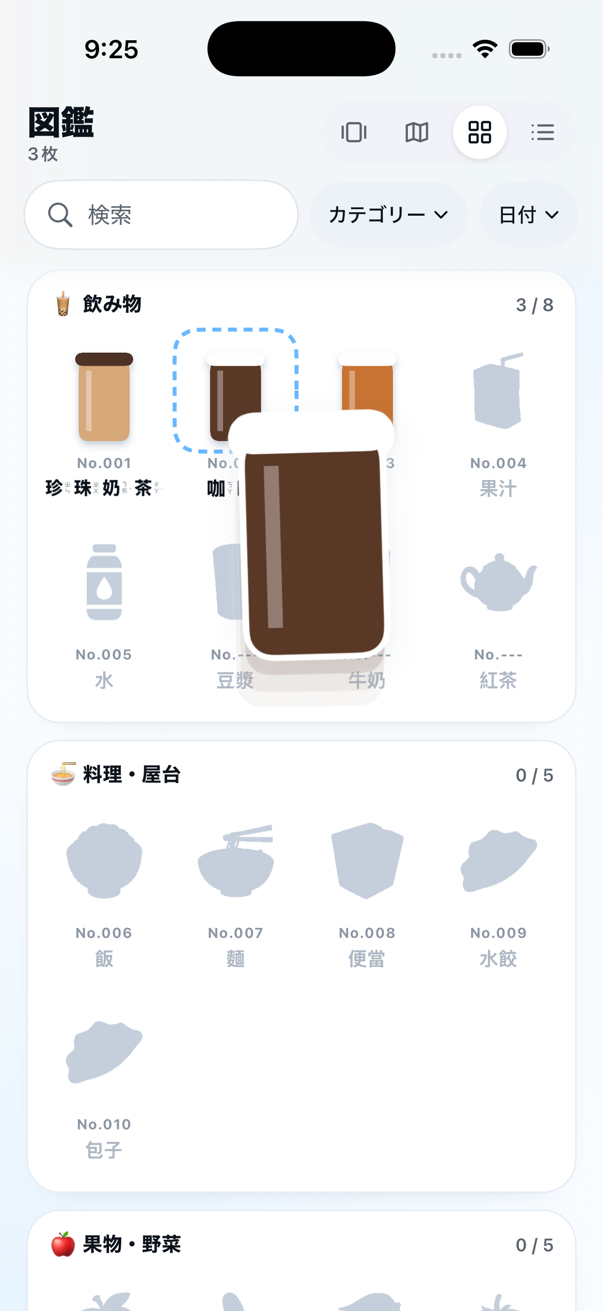 9:25
図鑑
3枚
検索
カテゴリー
日付
飲み物
3 / 8
No.001
No.004
珍珠奶茶
咖
果汁
No.005
No.---
水
豆漿
牛奶
紅茶
料理・屋台
0 / 5
No.006
No.007
No.008
No.009
飯
麵
便當
水餃
No.010
包子
果物・野菜
0 / 5